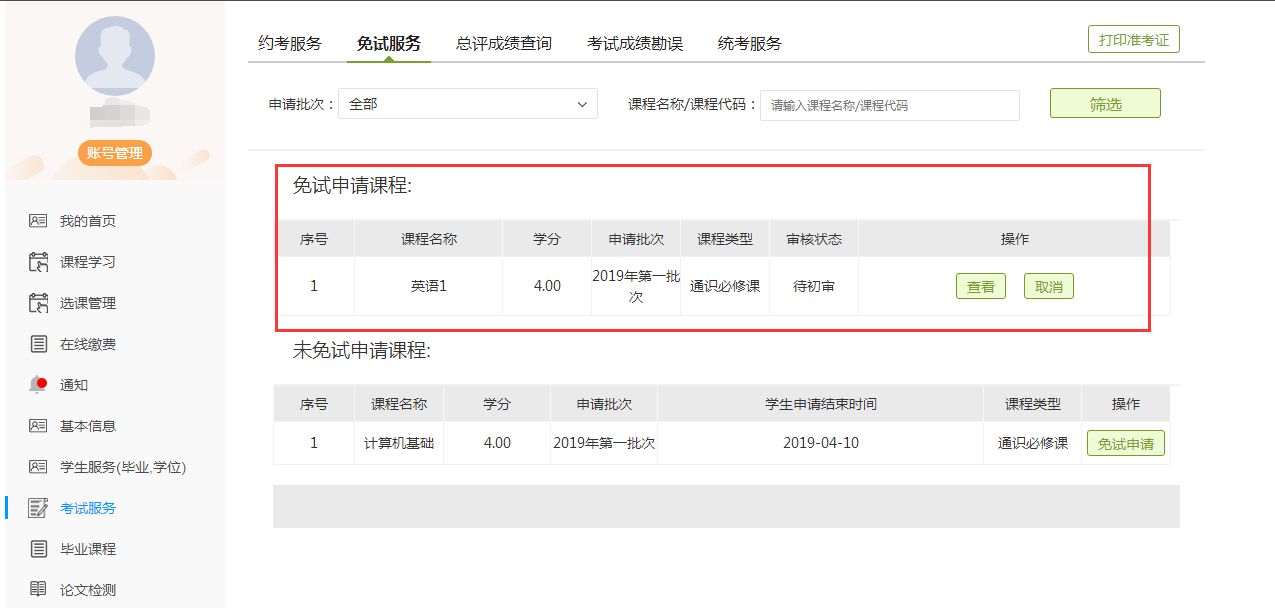 账号管理
我的首页
课程学习
选课管理
在线缴费
通知
基本信息
学生服务(毕业,学位)
考试服务
毕业课程
论文检测
约考服务 免试服务 总评成绩查询 考试成绩勘误 统考服务 打印准考证
申请批次： 全部 课程名称/课程代码： 请输入课程名称/课程代码 筛选
免试申请课程:
序号 课程名称 学分 申请批次 课程类型 审核状态 操作
1 英语1 4.00 2019年第一批 通识必修课 待初审 查看 取消
次
未免试申请课程:
序号 课程名称 学分 申请批次 学生申请结束时间 课程类型 操作
1 计算机基础 4.00 2019年第一批次 2019-04-10 通识必修课 免试申请